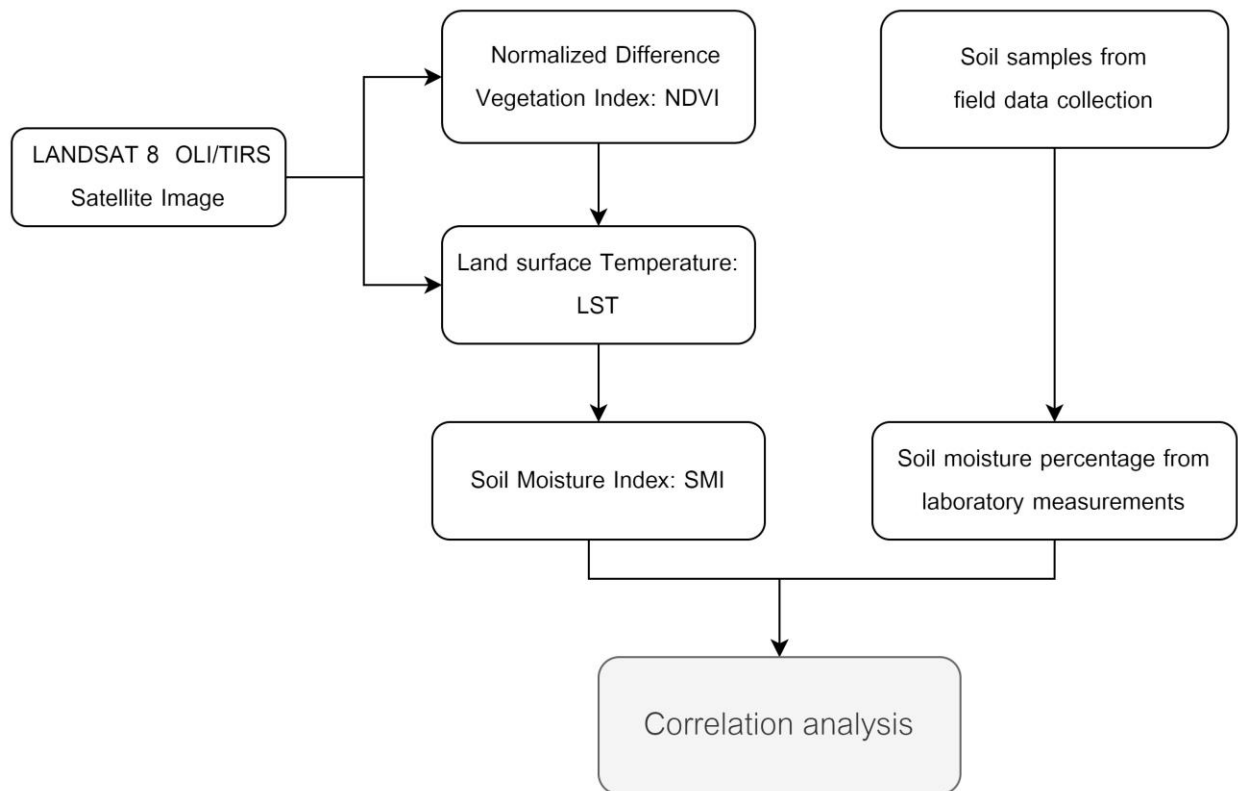 Normalized Difference
Vegetation Index: NDVI
Soil samples from
field data collection
LANDSAT 8 OLI/TIRS
Satellite Image
Land surface Temperature:
LST
Soil Moisture Index: SMI
Soil moisture percentage from
laboratory measurements
Correlation analysis